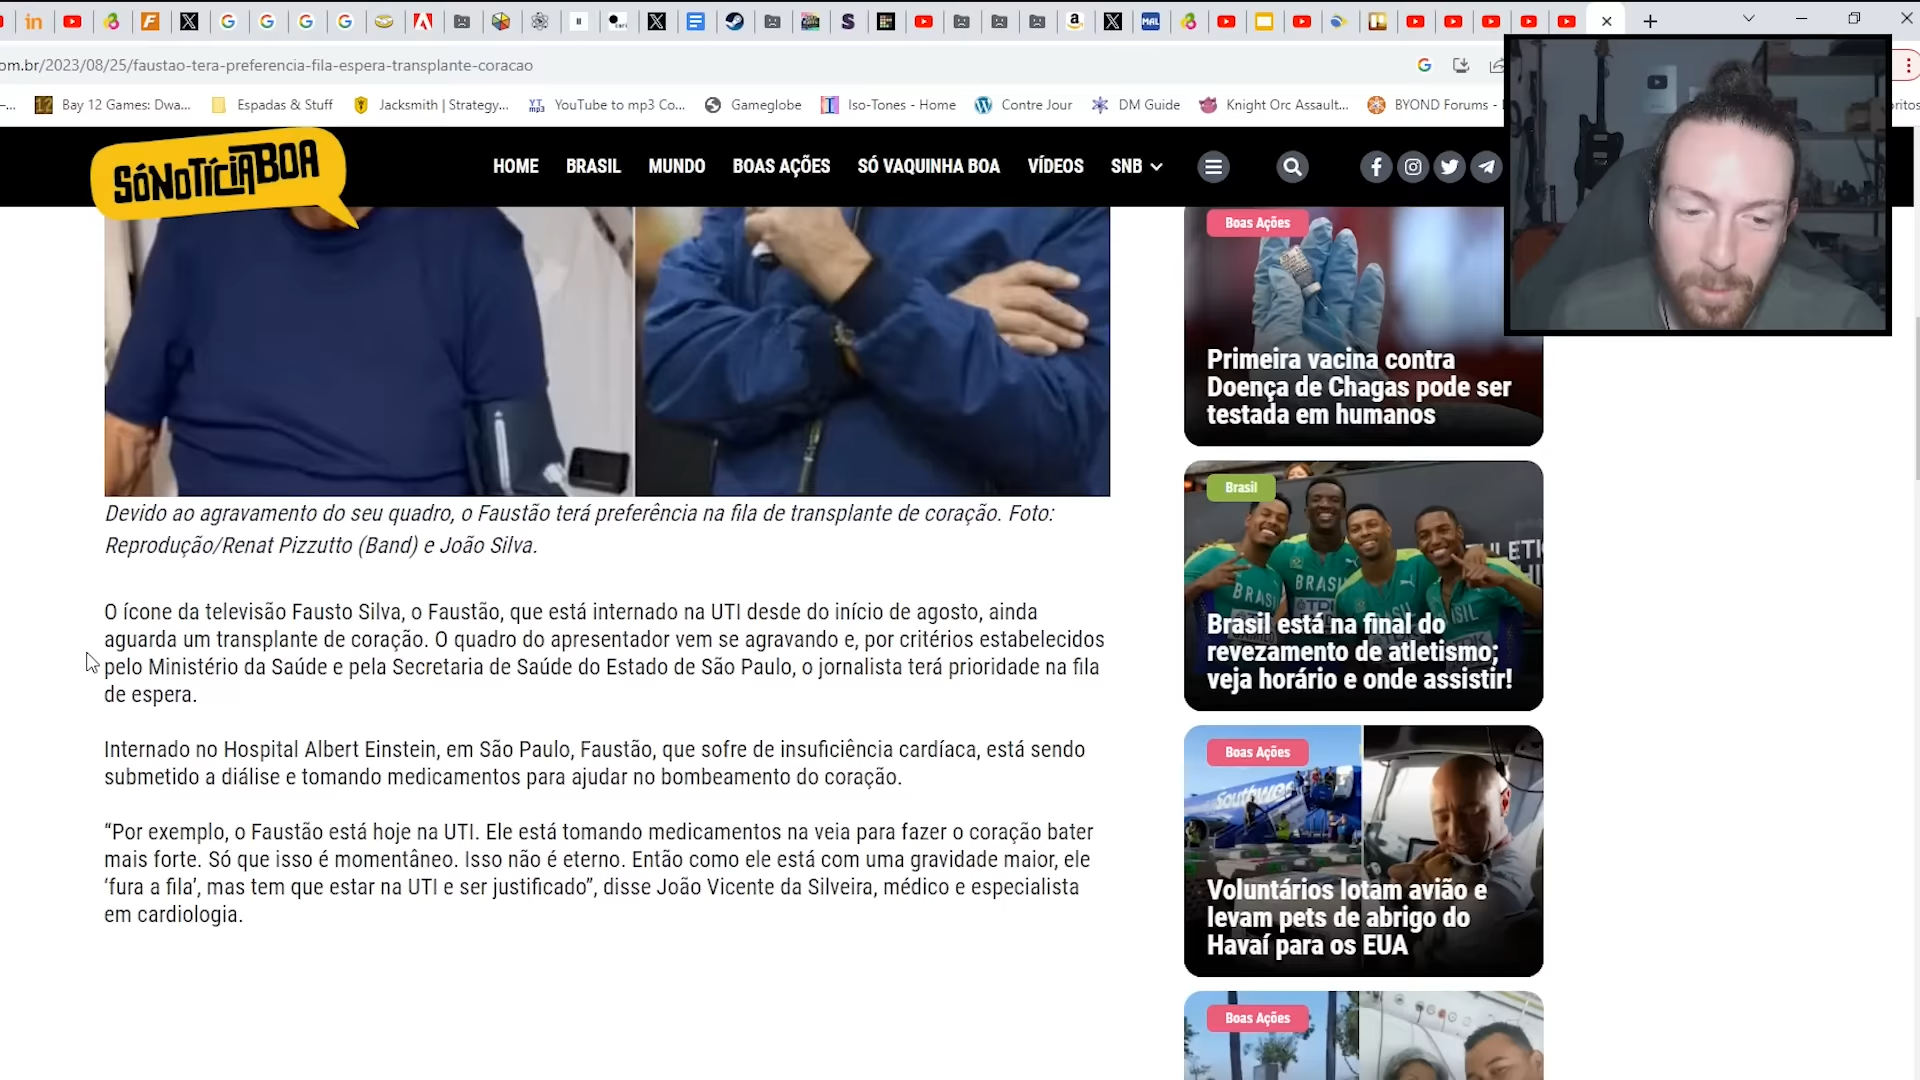 om.br/2023/08/25/faustao-tera-preferencia-fila-espera-transplante-coracao
Bay 12 Games: Dwa...
Espadas & Stuff
Jacksmith | Strategy...
YouTube to mp3 Co...
Gameglobe
Iso-Tones - Home
Contre Jour
DM Guide
Knight Orc Assault...
BYOND Forums -
SÓNOTÍCIABOA
HOME
BRASIL
MUNDO
BOAS AÇÕES
SÓ VAQUINHA BOA
VÍDEOS
SNB
Devido ao agravamento do seu quadro, o Faustão terá preferência na fila de transplante de coração. Foto:
Reprodução/Renat Pizzutto (Band) e João Silva.
O ícone da televisão Fausto Silva, o Faustão, que está internado na UTI desde do início de agosto, ainda
aguarda um transplante de coração. O quadro do apresentador vem se agravando e, por critérios estabelecidos
pelo Ministério da Saúde e pela Secretaria de Saúde do Estado de São Paulo, o jornalista terá prioridade na fila
de espera.
Internado no Hospital Albert Einstein, em São Paulo, Faustão, que sofre de insuficiência cardíaca, está sendo
submetido a diálise e tomando medicamentos para ajudar no bombeamento do coração.
“Por exemplo, o Faustão está hoje na UTI. Ele está tomando medicamentos na veia para fazer o coração bater
mais forte. Só que isso é momentâneo. Isso não é eterno. Então como ele está com uma gravidade maior, ele
‘fura a fila’, mas tem que estar na UTI e ser justificado”, disse João Vicente da Silveira, médico e especialista
em cardiologia.
Boas Ações
Primeira vacina contra
Doença de Chagas pode ser
testada em humanos
Brasil
BRASIL
Brasil está na final do
revezamento de atletismo;
veja horário e onde assistir!
Boas Ações
Southwest
Voluntários lotam avião e
levam pets de abrigo do
Havaí para os EUA
Boas Ações